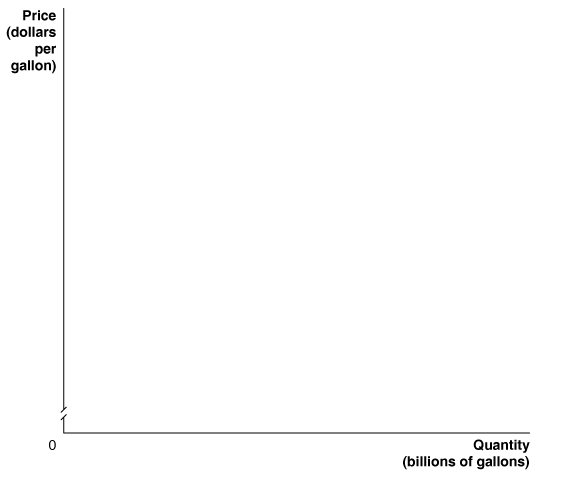 Price
(dollars
per
gallon)
0
Quantity
(billions of gallons)